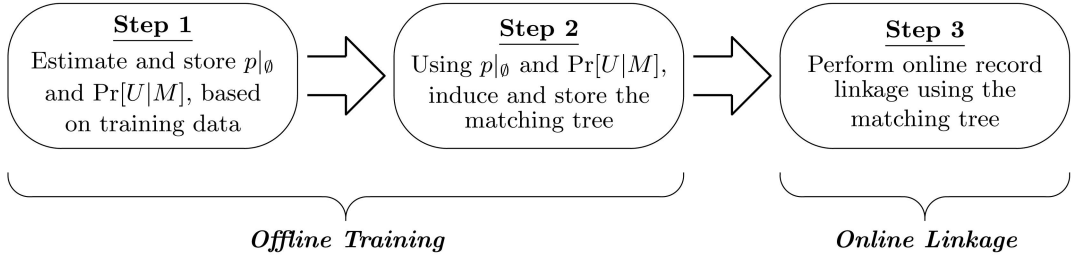 Step 1
Estimate and store p|∅
and Pr[U|M], based
on training data
Step 2
Using p|∅ and Pr[U|M],
induce and store the
matching tree
Step 3
Perform online record
linkage using the
matching tree
Offline Training
Online Linkage